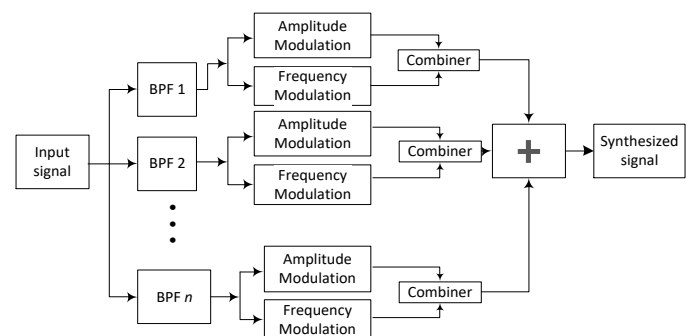 Amplitude
Modulation
BPF 1
Combiner
Frequency
Modulation
Input
signal
BPF 2
Amplitude
Modulation
Combiner
Frequency
Modulation
+
Synthesized
signal
BPF n
Amplitude
Modulation
Combiner
Frequency
Modulation